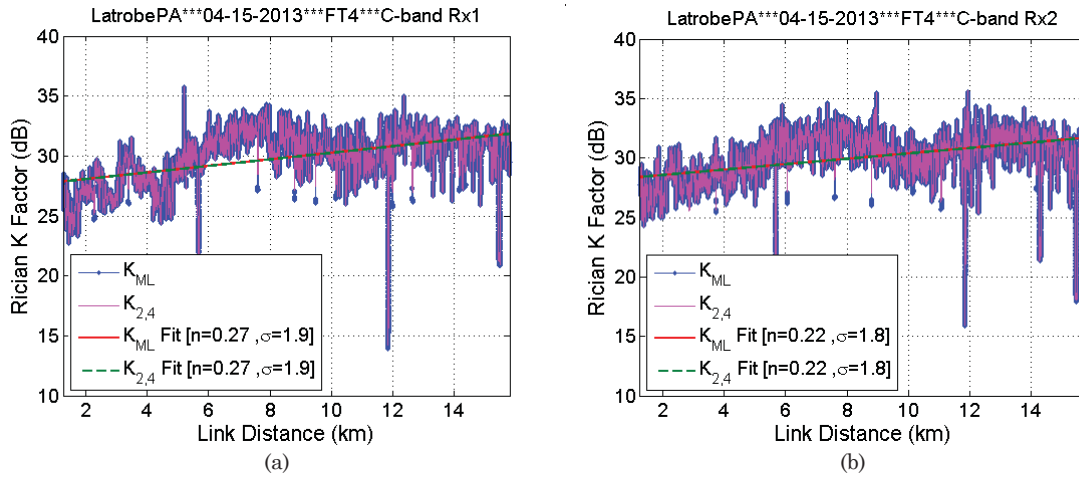 LatrobePA***04-15-2013***FT4***C-band Rx1
40
35
30
25
20
15
10
Rician K Factor (dB)
K_ML
K_2,4
K_ML Fit [n=0.27 ,σ=1.9]
K_2,4 Fit [n=0.27 ,σ=1.9]
2 4 6 8 10 12 14
Link Distance (km)
(a)
LatrobePA***04-15-2013***FT4***C-band Rx2
40
35
30
25
20
15
10
Rician K Factor (dB)
K_ML
K_2,4
K_ML Fit [n=0.22 ,σ=1.8]
K_2,4 Fit [n=0.22 ,σ=1.8]
2 4 6 8 10 12 14
Link Distance (km)
(b)